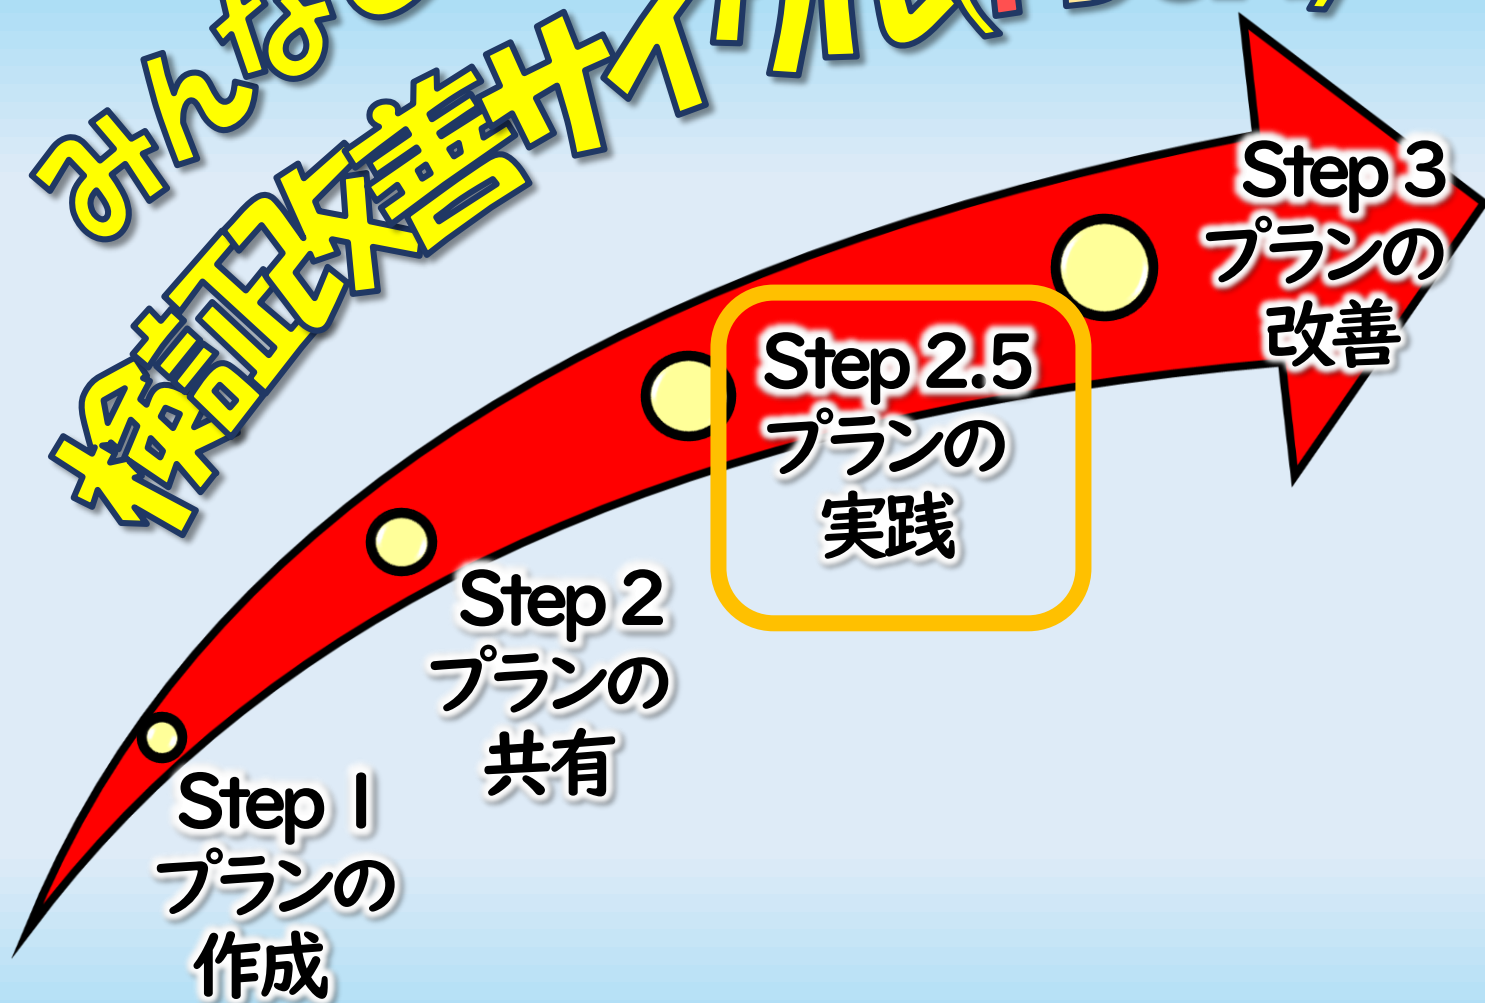 みんな
検証改善サイクル(
Step 1
プランの
作成
Step 2
プランの
共有
Step 2.5
プランの
実践
Step 3
プランの
改善